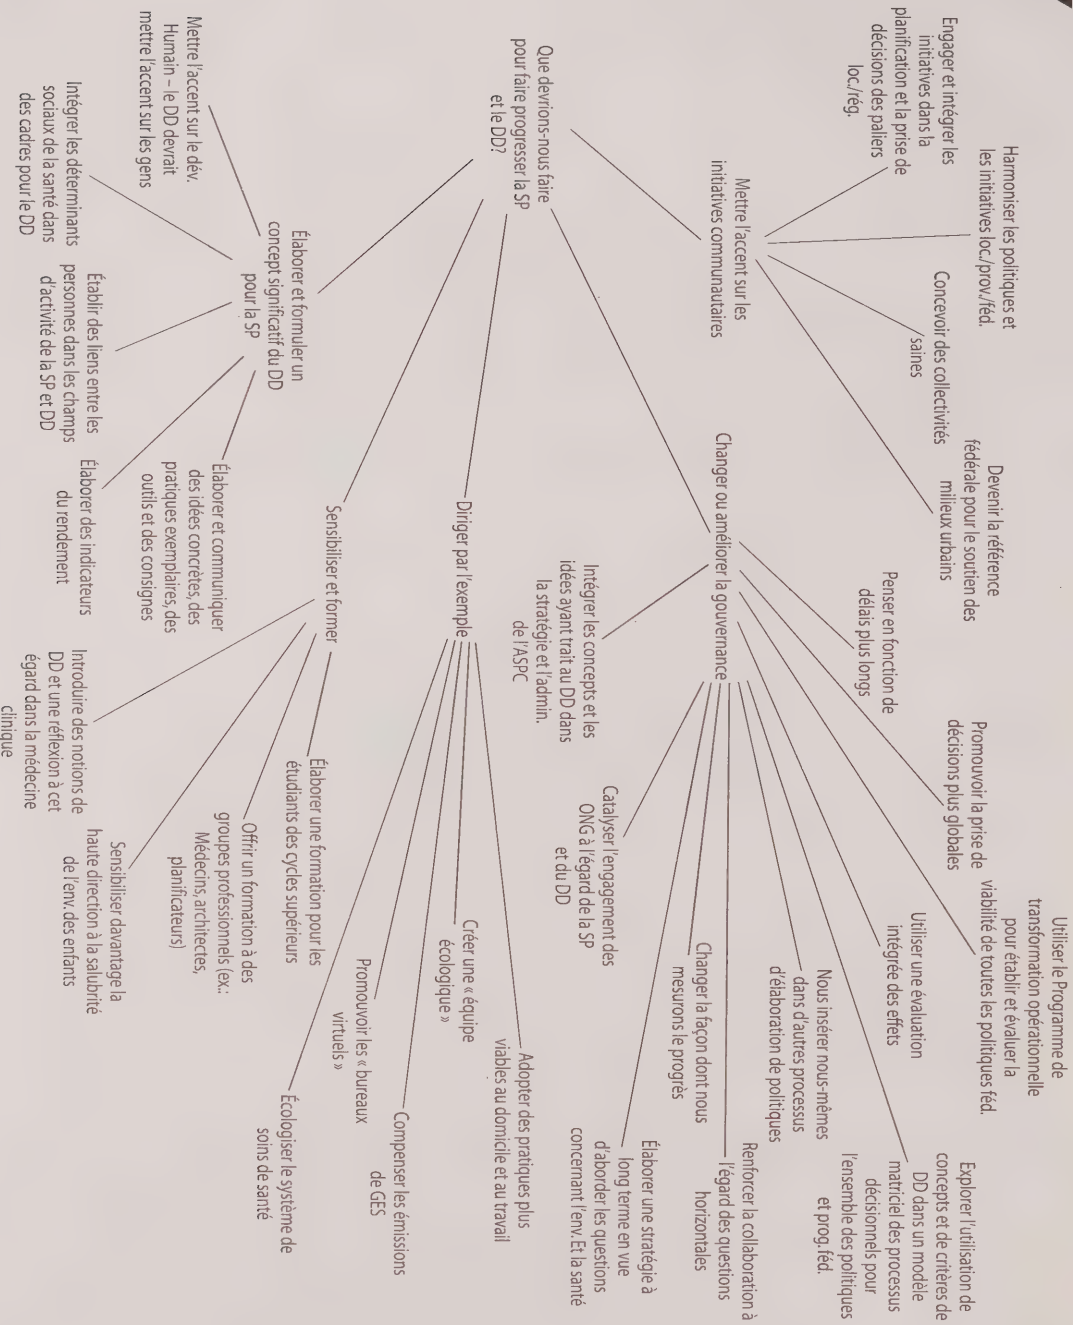 Que devrions-nous faire
pour faire progresser la SP
et le DD?
Mettre l'accent sur les
initiatives communautaires
Engager et intégrer les
initiatives dans la
planification et la prise de
décisions des paliers
loc./rég.
Harmoniser les politiques et
les initiatives loc./prov./féd.
Concevoir des collectivités
saines
Devenir la référence
fédérale pour le soutien des
milieux urbains
Changer ou améliorer la gouvernance
Penser en fonction de
délais plus longs
Promouvoir la prise de
décisions plus globales
Utiliser le Programme de
transformation opérationnelle
pour établir et évaluer la
viabilité de toutes les politiques féd.
Utiliser une évaluation
intégrée des effets
Explorer l'utilisation de
concepts et de critères de
DD dans un modèle
matriciel des processus
décisionnels pour
l'ensemble des politiques
et prog. féd.
Nous insérer nous-mêmes
dans d'autres processus
d'élaboration de politiques
Renforcer la collaboration à
l'égard des questions
horizontales
Changer la façon dont nous
mesurons le progrès
Élaborer une stratégie à
long terme en vue
d'aborder les questions
concernant l'env. Et la santé
Catalyser l'engagement des
ONG à l'égard de la SP
et du DD
Intégrer les concepts et les
idées ayant trait au DD dans
la stratégie et l'admin.
de l'ASPC
Diriger par l'exemple
Adopter des pratiques plus
viables au domicile et au travail
Créer une « équipe
écologique »
Compenser les émissions
de GES
Promouvoir les « bureaux
virtuels »
Écologiser le système de
soins de santé
Sensibiliser et former
Élaborer une formation pour les
étudiants des cycles supérieurs
Offrir un formation à des
groupes professionnels (ex.:
Médecins, architectes,
planificateurs)
Sensibiliser davantage la
haute direction à la salubrité
de l'env. des enfants
Introduire des notions de
DD et une réflexion à cet
égard dans la médecine
clinique
Élaborer et formuler un
concept significatif du DD
pour la SP
Mettre l'accent sur le dév.
Humain – le DD devrait
mettre l'accent sur les gens
Intégrer les déterminants
sociaux de la santé dans
des cadres pour le DD
Établir des liens entre les
personnes dans les champs
d'activité de la SP et DD
Élaborer des indicateurs
du rendement
Élaborer et communiquer
des idées concrètes, des
pratiques exemplaires, des
outils et des consignes